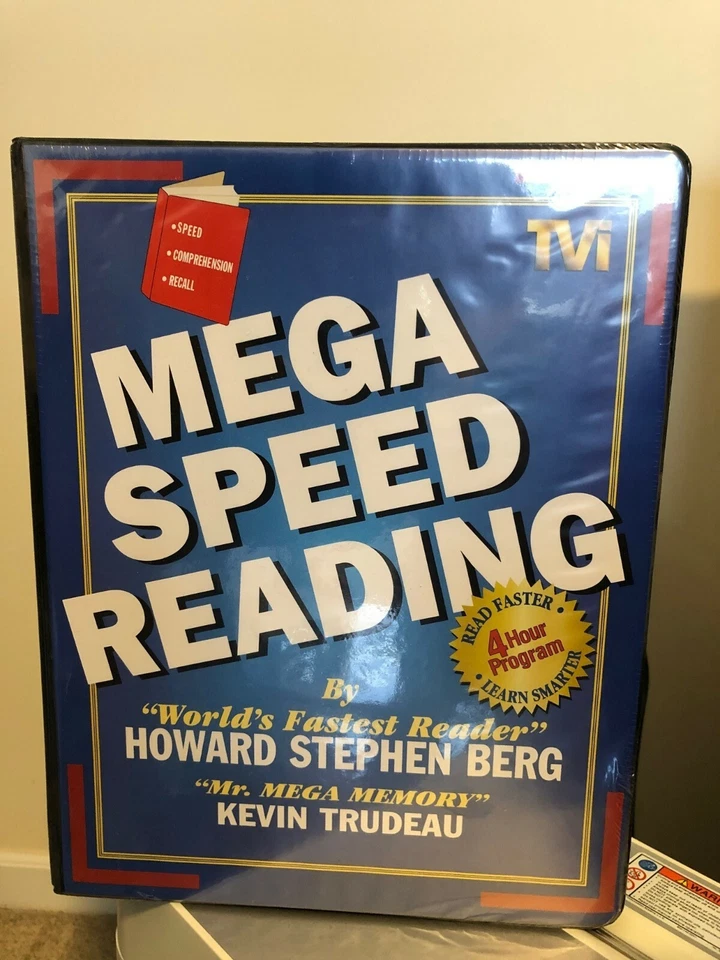 • SPEED
• COMPREHENSION
• RECALL
TVi
MEGA
SPEED
READING
READ FASTER •
4 Hour
Program
• LEARN SMARTER
By
“World's Fastest Reader”
HOWARD STEPHEN BERG
“Mr. MEGA MEMORY”
KEVIN TRUDEAU